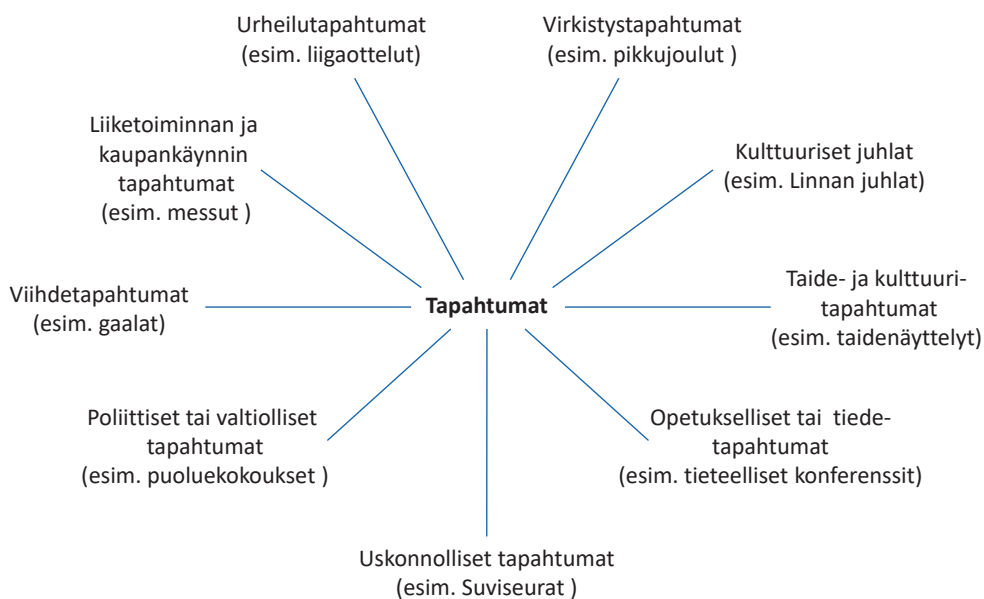 Urheilutapahtumat
(esim. liigaottelut)
Virkistystapahtumat
(esim. pikkujoulut )
Liiketoiminnan ja
kaupankäynnin
tapahtumat
(esim. messut )
Kulttuuriset juhlat
(esim. Linnan juhlat)
Viihdetapahtumat
(esim. gaalat)
Tapahtumat
Taide- ja kulttuuri-
tapahtumat
(esim. taidenäyttelyt)
Poliittiset tai valtiolliset
tapahtumat
(esim. puoluekokoukset )
Opetukselliset tai  tiede-
tapahtumat
(esim. tieteelliset konferenssit)
Uskonnolliset tapahtumat
(esim. Suviseurat )